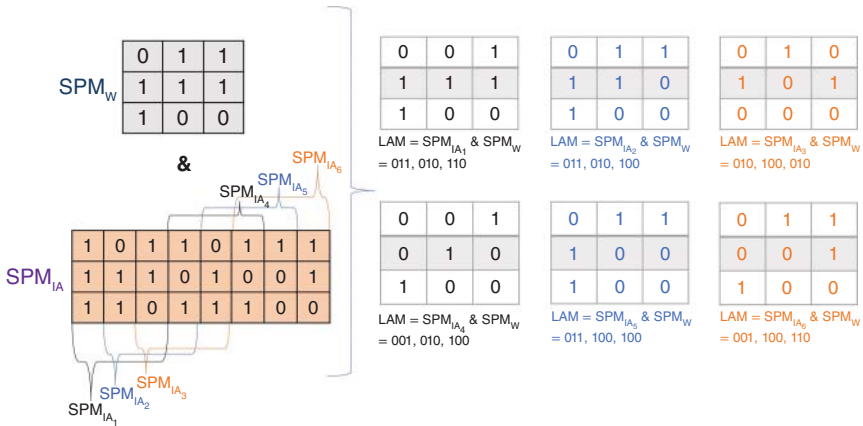 SPM_W
0 1 1
1 1 1
1 0 0
&
SPM_IA6
SPM_IA5
SPM_IA4
SPM_IA
1 0 1 1 0 1 1 1
1 1 1 0 1 0 0 1
1 1 0 1 1 1 0 0
SPM_IA3
SPM_IA2
SPM_IA1
0 0 1
1 1 1
1 0 0
LAM = SPM_IA1 & SPM_W
= 011, 010, 110
0 1 1
1 1 0
1 0 0
LAM = SPM_IA2 & SPM_W
= 011, 010, 100
0 1 0
1 0 1
0 0 0
LAM = SPM_IA3 & SPM_W
= 010, 100, 010
0 0 1
0 1 0
1 0 0
LAM = SPM_IA4 & SPM_W
= 001, 010, 100
0 1 1
1 0 0
1 0 0
LAM = SPM_IA5 & SPM_W
= 011, 100, 100
0 1 1
0 0 1
1 0 0
LAM = SPM_IA6 & SPM_W
= 001, 100, 110